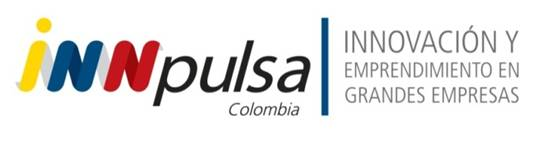 iNNpulsa
Colombia
INNOVACIÓN Y
EMPRENDIMIENTO EN
GRANDES EMPRESAS